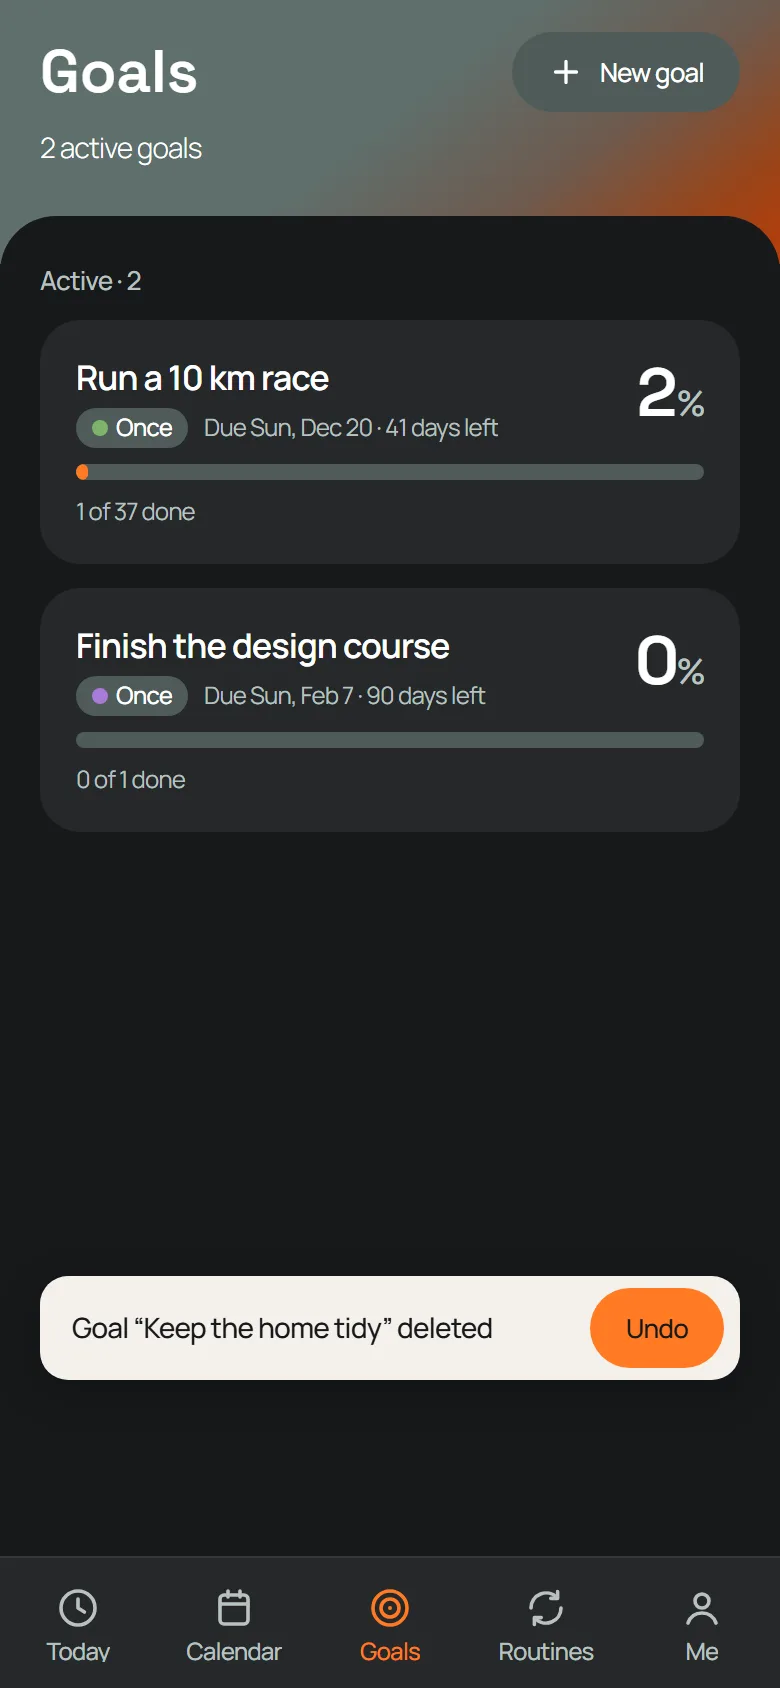 Goals
New goal
2 active goals
Active · 2
Run a 10 km race
2%
Once
Due Sun, Dec 20 · 41 days left
1 of 37 done
Finish the design course
0%
Once
Due Sun, Feb 7 · 90 days left
0 of 1 done
Goal “Keep the home tidy” deleted
Undo
Today
Calendar
Goals
Routines
Me